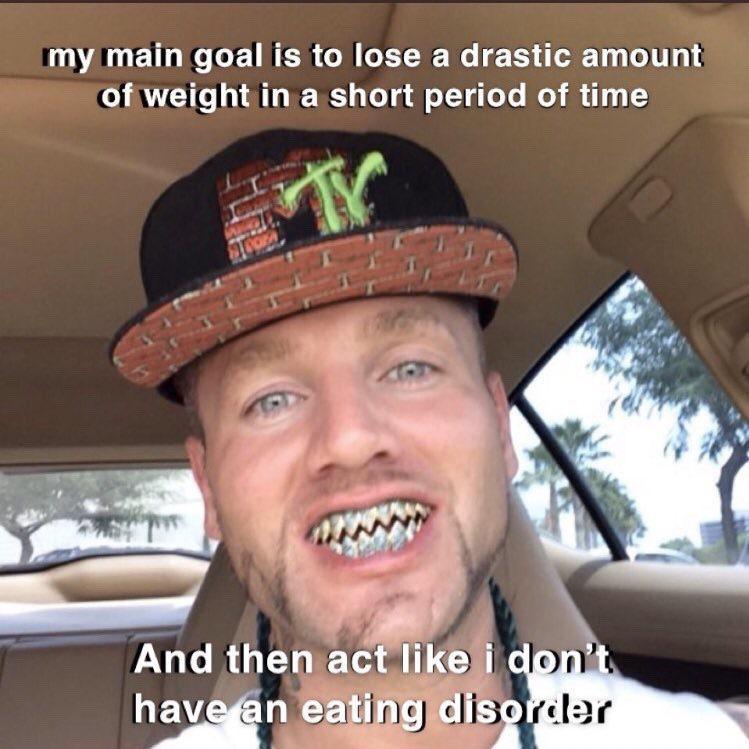 my main goal is to lose a drastic amount
of weight in a short period of time
MTV
And then act like i don't
have an eating disorder